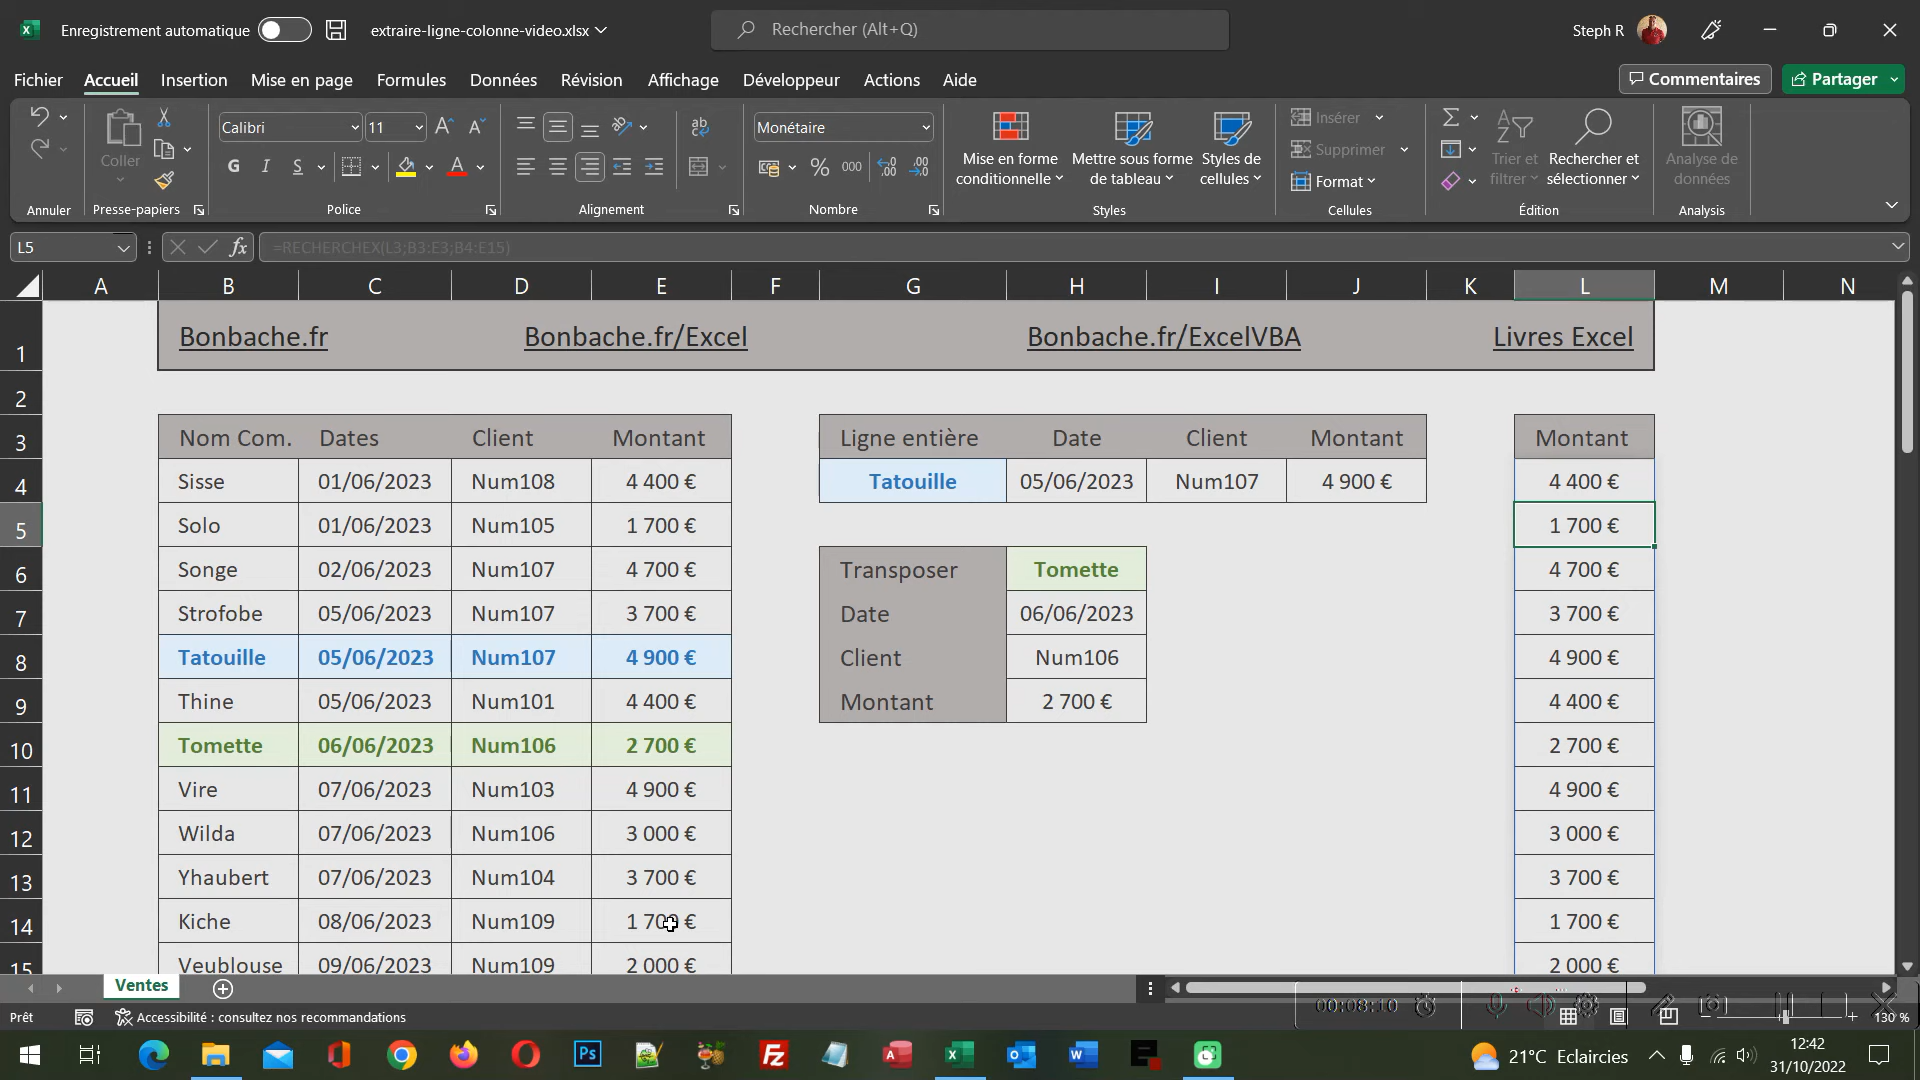 Enregistrement automatique extraire-ligne-colonne-video.xlsx Rechercher (Alt+Q) Steph R
Fichier Accueil Insertion Mise en page Formules Données Révision Affichage Développeur Actions Aide Commentaires Partager
Annuler
Coller
Presse-papiers
Calibri 11
G I S
Police
Alignement
Monétaire
% 000
Nombre
Mise en forme conditionnelle
Mettre sous forme de tableau
Styles de cellules
Styles
Insérer
Supprimer
Format
Cellules
Trier et filtrer
Rechercher et sélectionner
Édition
Analyse de données
Analysis
L5 fx =RECHERCHEX(L3;B3:E3;B4:E15)
A B C D E F G H I J K L M N
1 Bonbache.fr Bonbache.fr/Excel Bonbache.fr/ExcelVBA Livres Excel
2
3 Nom Com. Dates Client Montant Ligne entière Date Client Montant Montant
4 Sisse 01/06/2023 Num108 4 400 € Tatouille 05/06/2023 Num107 4 900 € 4 400 €
5 Solo 01/06/2023 Num105 1 700 € 1 700 €
6 Songe 02/06/2023 Num107 4 700 € Transposer Tomette 4 700 €
7 Strofobe 05/06/2023 Num107 3 700 € Date 06/06/2023 3 700 €
8 Tatouille 05/06/2023 Num107 4 900 € Client Num106 4 900 €
9 Thine 05/06/2023 Num101 4 400 € Montant 2 700 € 4 400 €
10 Tomette 06/06/2023 Num106 2 700 € 2 700 €
11 Vire 07/06/2023 Num103 4 900 € 4 900 €
12 Wilda 07/06/2023 Num106 3 000 € 3 000 €
13 Yhaubert 07/06/2023 Num104 3 700 € 3 700 €
14 Kiche 08/06/2023 Num109 1 700 € 1 700 €
15 Veublouse 09/06/2023 Num109 2 000 € 2 000 €
Ventes
00:08:10
Prêt Accessibilité : consultez nos recommandations 130 %
21°C Eclaircies 12:42
31/10/2022